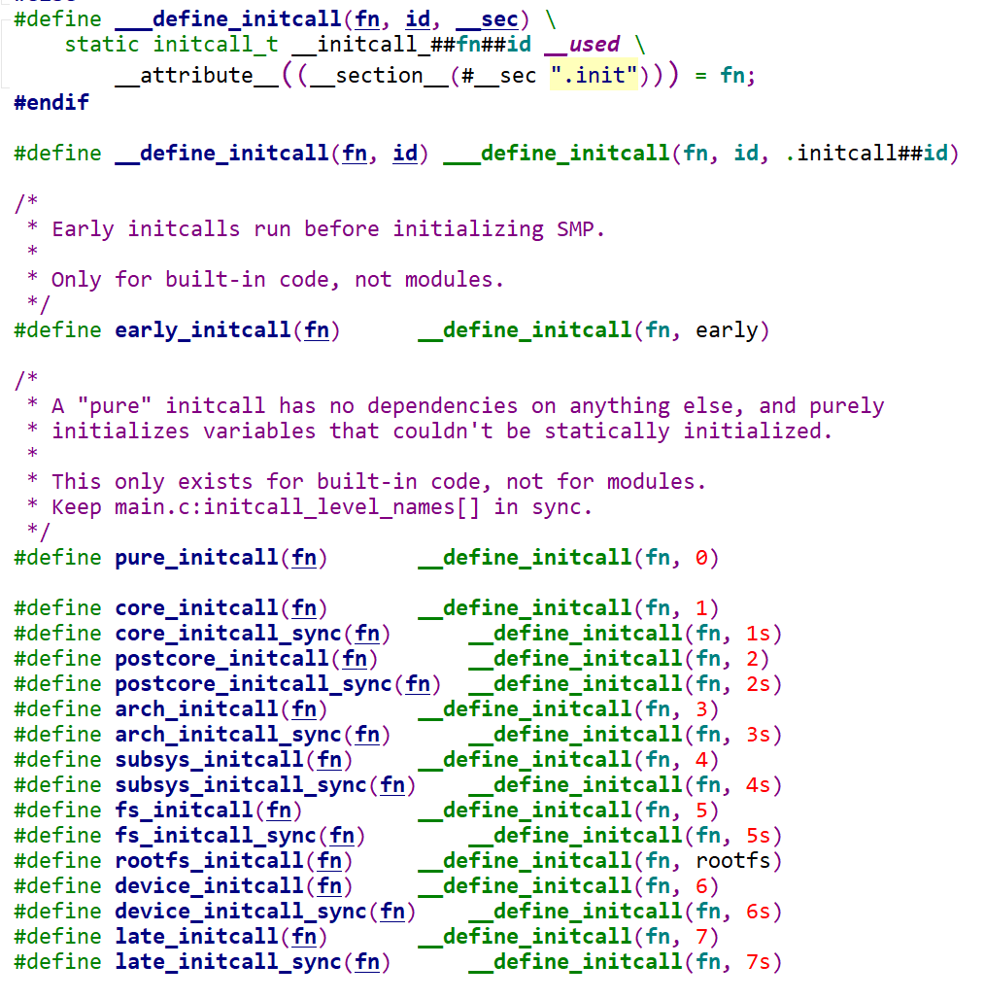 #define ___define_initcall(fn, id, __sec) \
static initcall_t __initcall_##fn##id __used \
__attribute__((__section__(#__sec ".init"))) = fn;
#endif
#define __define_initcall(fn, id) ___define_initcall(fn, id, .initcall##id)
/*
* Early initcalls run before initializing SMP.
*
* Only for built-in code, not modules.
*/
#define early_initcall(fn) __define_initcall(fn, early)
/*
* A "pure" initcall has no dependencies on anything else, and purely
* initializes variables that couldn't be statically initialized.
*
* This only exists for built-in code, not for modules.
* Keep main.c:initcall_level_names[] in sync.
*/
#define pure_initcall(fn) __define_initcall(fn, 0)
#define core_initcall(fn) __define_initcall(fn, 1)
#define core_initcall_sync(fn) __define_initcall(fn, 1s)
#define postcore_initcall(fn) __define_initcall(fn, 2)
#define postcore_initcall_sync(fn) __define_initcall(fn, 2s)
#define arch_initcall(fn) __define_initcall(fn, 3)
#define arch_initcall_sync(fn) __define_initcall(fn, 3s)
#define subsys_initcall(fn) __define_initcall(fn, 4)
#define subsys_initcall_sync(fn) __define_initcall(fn, 4s)
#define fs_initcall(fn) __define_initcall(fn, 5)
#define fs_initcall_sync(fn) __define_initcall(fn, 5s)
#define rootfs_initcall(fn) __define_initcall(fn, rootfs)
#define device_initcall(fn) __define_initcall(fn, 6)
#define device_initcall_sync(fn) __define_initcall(fn, 6s)
#define late_initcall(fn) __define_initcall(fn, 7)
#define late_initcall_sync(fn) __define_initcall(fn, 7s)